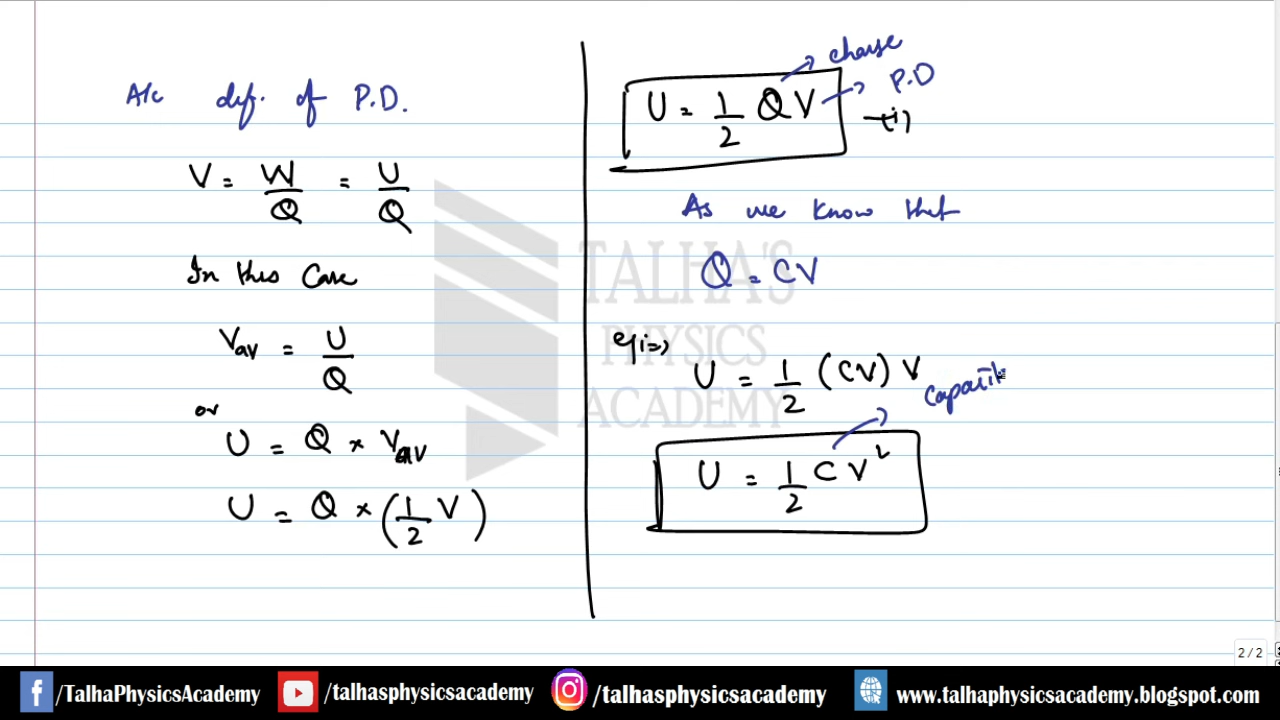 A/c def. of P.D.
V = W/Q = U/Q
In this Case
Vav = U/Q
or
U = Q × Vav
U = Q × (1/2 V)
charge
P.D
U = 1/2 QV —(i)
As we know that
Q = CV
eq i⇒)
U = 1/2 (CV) V
U = 1/2 CV²
TALHA'S
PHYSICS
ACADEMY
2 / 2
/TalhaPhysicsAcademy
/talhasphysicsacademy
/talhasphysicsacademy
www.talhaphysicsacademy.blogspot.com